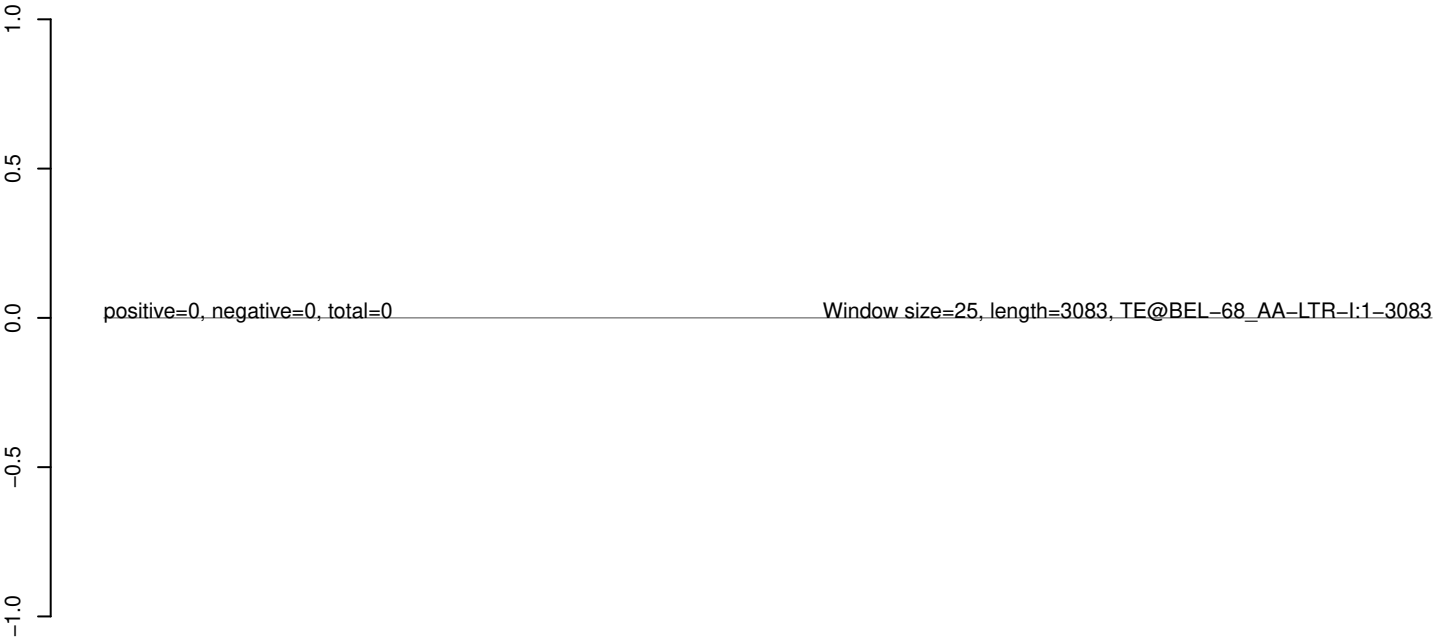 1.0
0.5
positive=0, negative=0, total=0
Window size=25, length=3083, TE@BEL−68_AA−LTR−I:1−3083
0.0
−0.5
−1.0